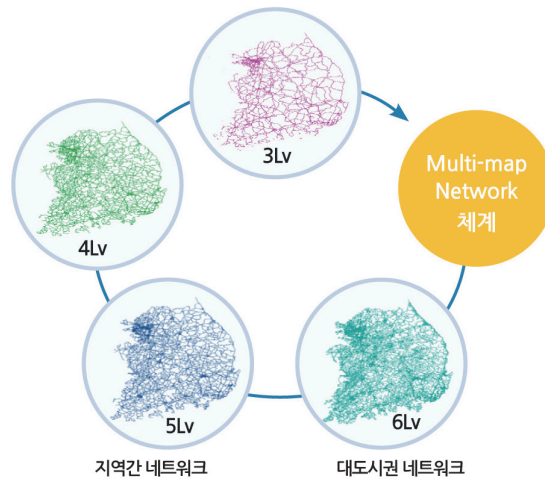 3Lv
Multi-map
Network
체계
4Lv
5Lv
6Lv
지역간 네트워크
대도시권 네트워크